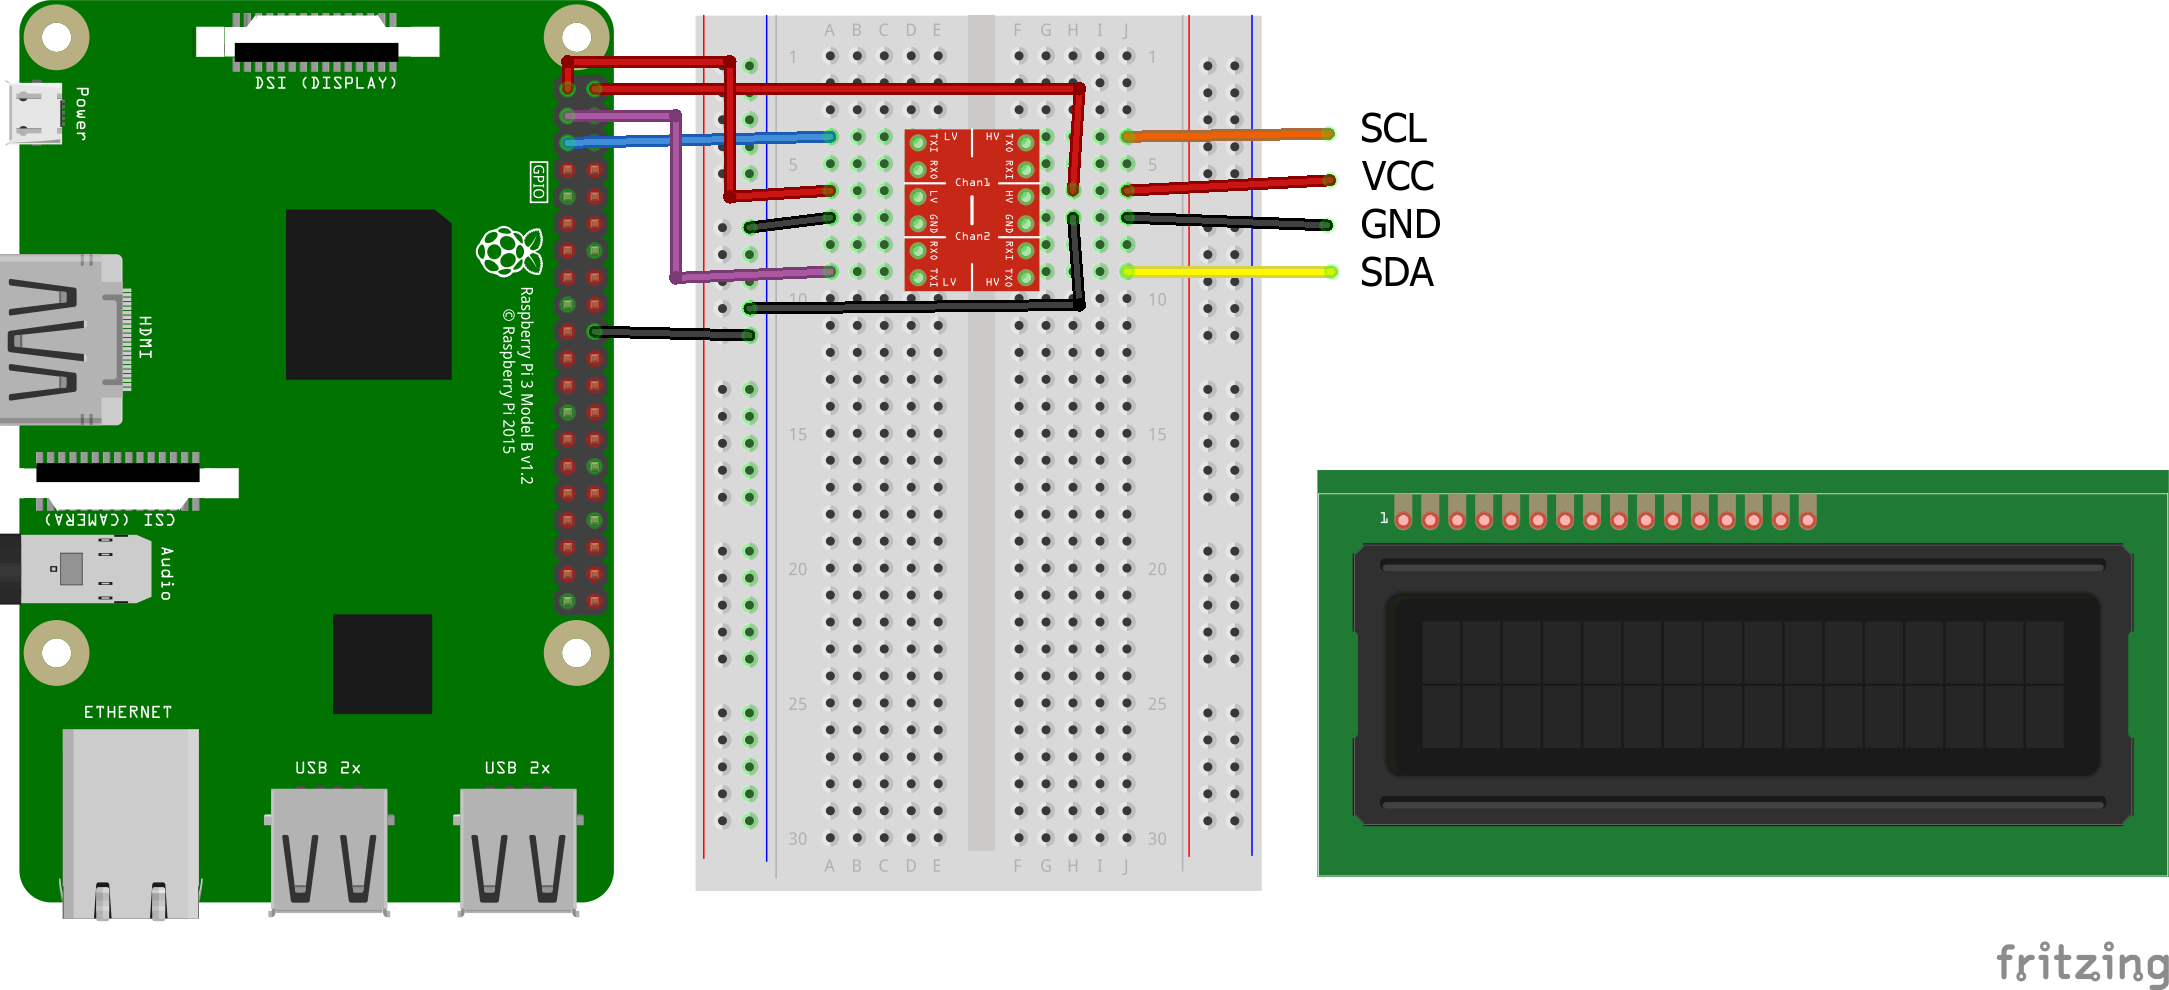 DSI (DISPLAY)
Power
GPIO
HDMI
Raspberry Pi 3 Model B v1.2
© Raspberry Pi 2015
CSI (CAMERA)
Audio
ETHERNET
USB 2x
USB 2x
A B C D E F G H I J
1 1
5 5
10 10
15 15
20 20
25 25
30 30
A B C D E F G H I J
LV HV
TXI TXO
RXO RXI
Chan1
LV HV
GND GND
Chan2
RXO RXI
TXI TXO
LV HV
SCL
VCC
GND
SDA
1
fritzing